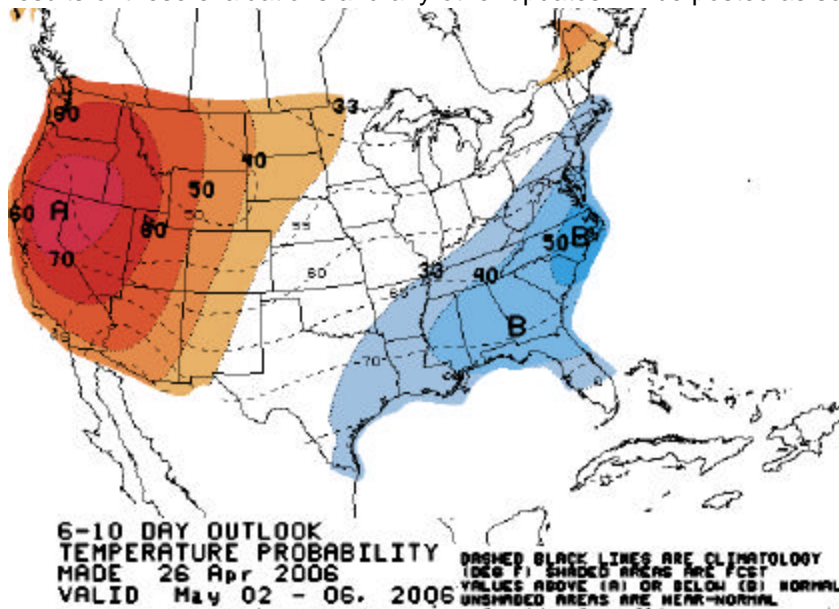 60
33
40
50
50
A
60
60
70
55
60
65
33
40
50
B
B
70
6-10 DAY OUTLOOK
TEMPERATURE PROBABILITY
MADE 26 Apr 2006
VALID May 02 - 06, 2006
DASHED BLACK LINES ARE CLIMATOLOGY
(DEG F) SHADED AREAS ARE FCST
VALUES ABOVE (A) OR BELOW (B) NORMAL
UNSHADED AREAS ARE NEAR-NORMAL